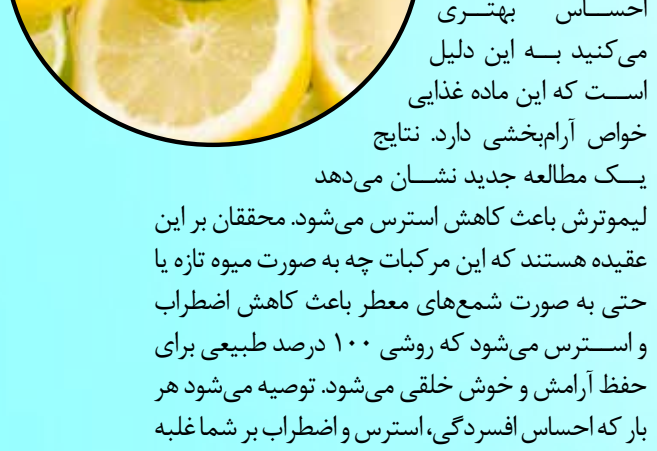 احساس بهتری
می‌کنید به این دلیل
است که این ماده غذایی
خواص آرام‌بخشی دارد. نتایج
یک مطالعه جدید نشان می‌دهد
لیموترش باعث کاهش استرس می‌شود. محققان بر این
عقیده هستند که این مرکبات چه به صورت میوه تازه یا
حتی به صورت شمع‌های معطر باعث کاهش اضطراب
و استرس می‌شود که روشی ۱۰۰ درصد طبیعی برای
حفظ آرامش و خوش خلقی می‌شود. توصیه می‌شود هر
بار که احساس افسردگی، استرس و اضطراب بر شما غلبه